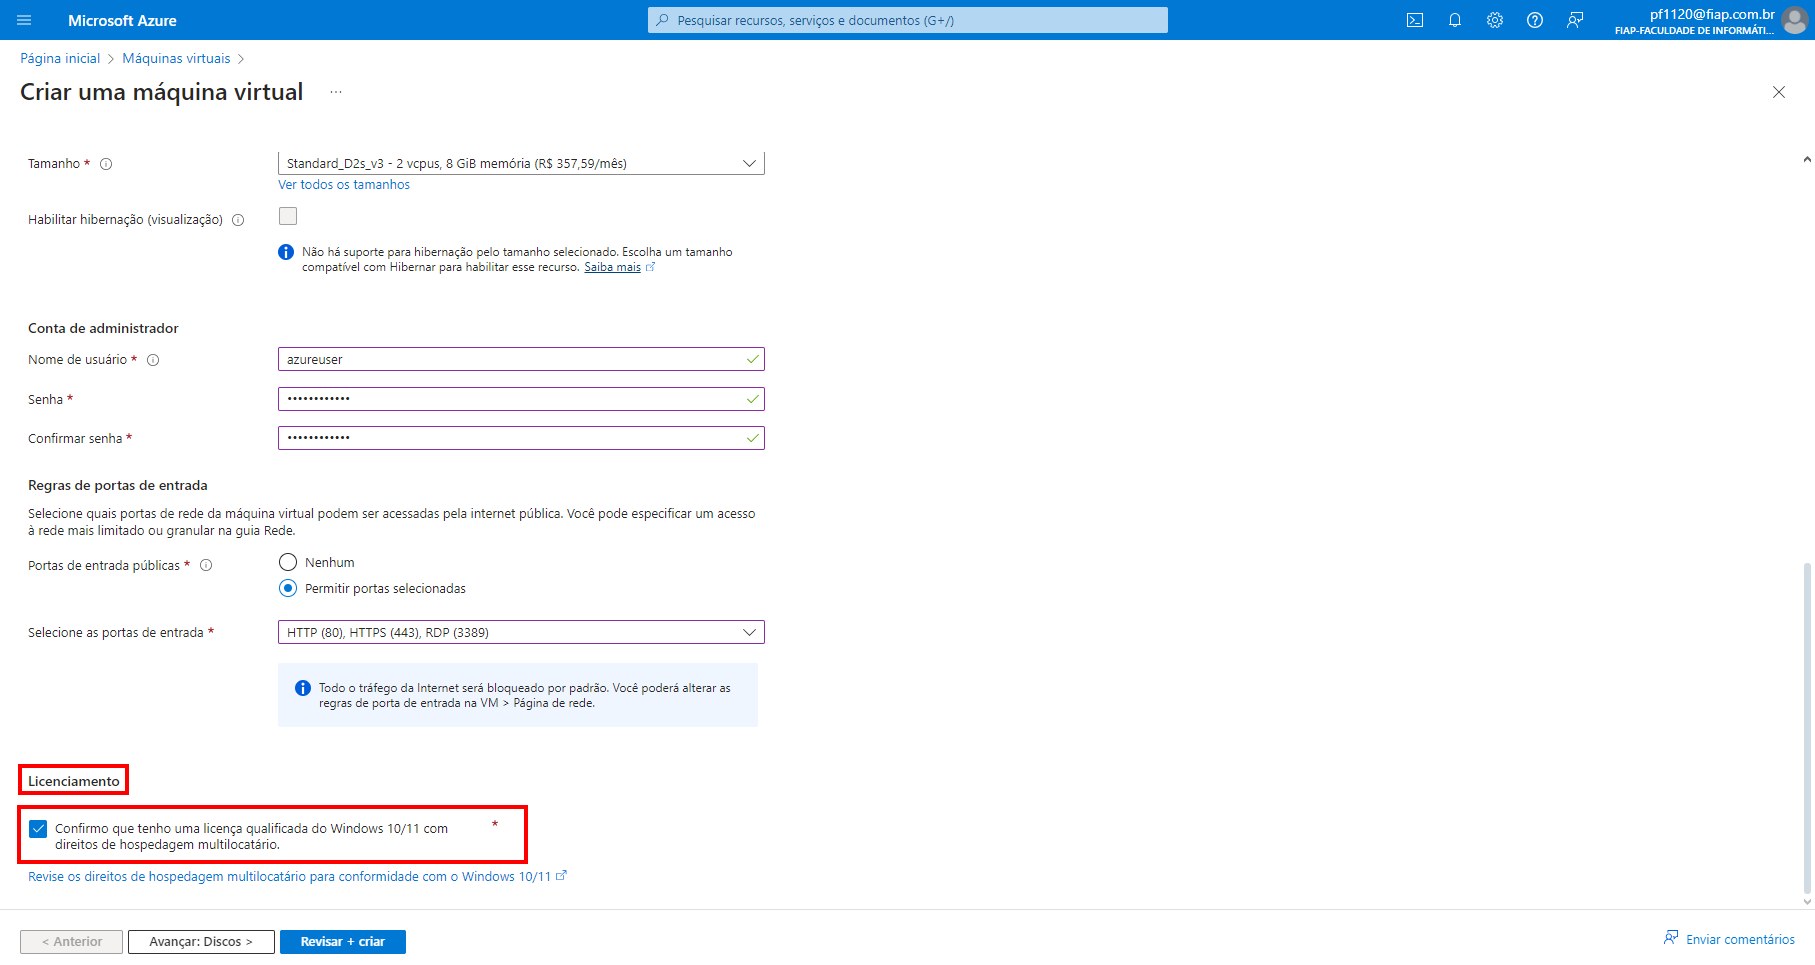 Microsoft Azure
Pesquisar recursos, serviços e documentos (G+/)
pf1120@fiap.com.br
FIAP-FACULDADE DE INFORMÁTI...
Página inicial > Máquinas virtuais >
Criar uma máquina virtual ...
Tamanho *
Standard_D2s_v3 - 2 vcpus, 8 GiB memória (R$ 357,59/mês)
Ver todos os tamanhos
Habilitar hibernação (visualização)
Não há suporte para hibernação pelo tamanho selecionado. Escolha um tamanho
compatível com Hibernar para habilitar esse recurso. Saiba mais
Conta de administrador
Nome de usuário *
azureuser
Senha *
••••••••••••
Confirmar senha *
••••••••••••
Regras de portas de entrada
Selecione quais portas de rede da máquina virtual podem ser acessadas pela internet pública. Você pode especificar um acesso
à rede mais limitado ou granular na guia Rede.
Portas de entrada públicas *
Nenhum
Permitir portas selecionadas
Selecione as portas de entrada *
HTTP (80), HTTPS (443), RDP (3389)
Todo o tráfego da Internet será bloqueado por padrão. Você poderá alterar as
regras de porta de entrada na VM > Página de rede.
Licenciamento
Confirmo que tenho uma licença qualificada do Windows 10/11 com *
direitos de hospedagem multilocatário.
Revise os direitos de hospedagem multilocatário para conformidade com o Windows 10/11
< Anterior
Avançar: Discos >
Revisar + criar
Enviar comentários